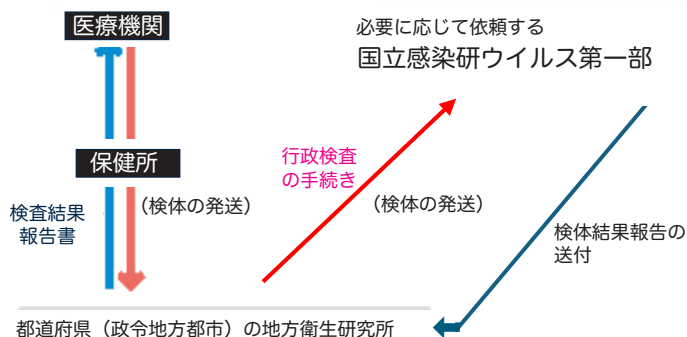 医療機関
必要に応じて依頼する
国立感染研ウイルス第一部
保健所
行政検査
の手続き
検査結果
報告書
(検体の発送)
(検体の発送)
検体結果報告の
送付
都道府県（政令地方都市）の地方衛生研究所